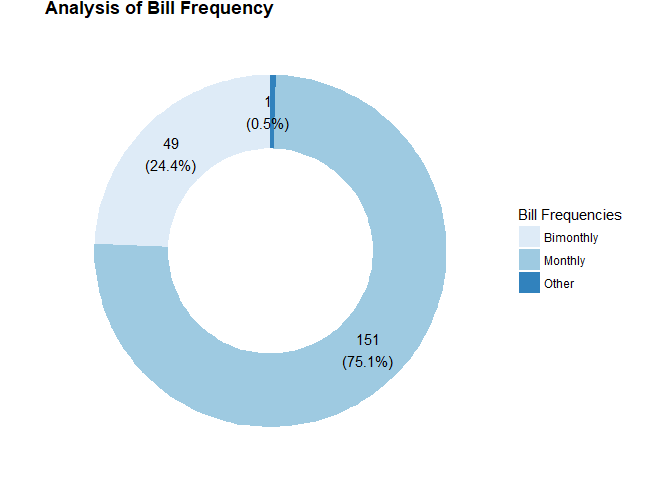 Analysis of Bill Frequency
1
(0.5%)
49
(24.4%)
151
(75.1%)
Bill Frequencies
Bimonthly
Monthly
Other